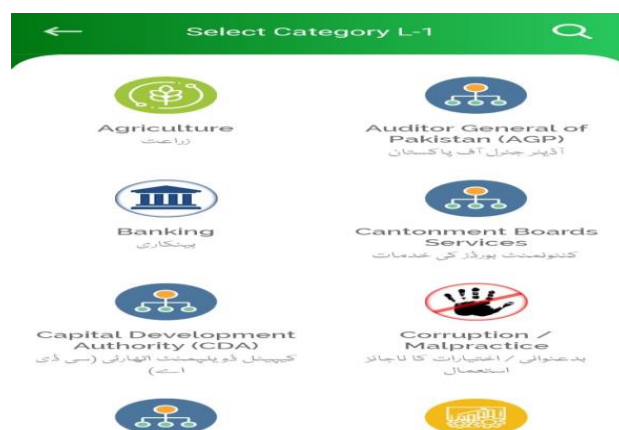 Select Category L-1
Agriculture
زراعت
Auditor General of
Pakistan (AGP)
آڈیٹر جنرل آف پاکستان
Banking
بینکاری
Cantonment Boards
Services
کنٹونمنٹ بورڈز کی خدمات
Capital Development
Authority (CDA)
کیپیٹل ڈویلپمنٹ اتھارٹی (سی ڈی
اے)
Corruption /
Malpractice
بدعنوانی / اختیارات کا ناجائز
استعمال